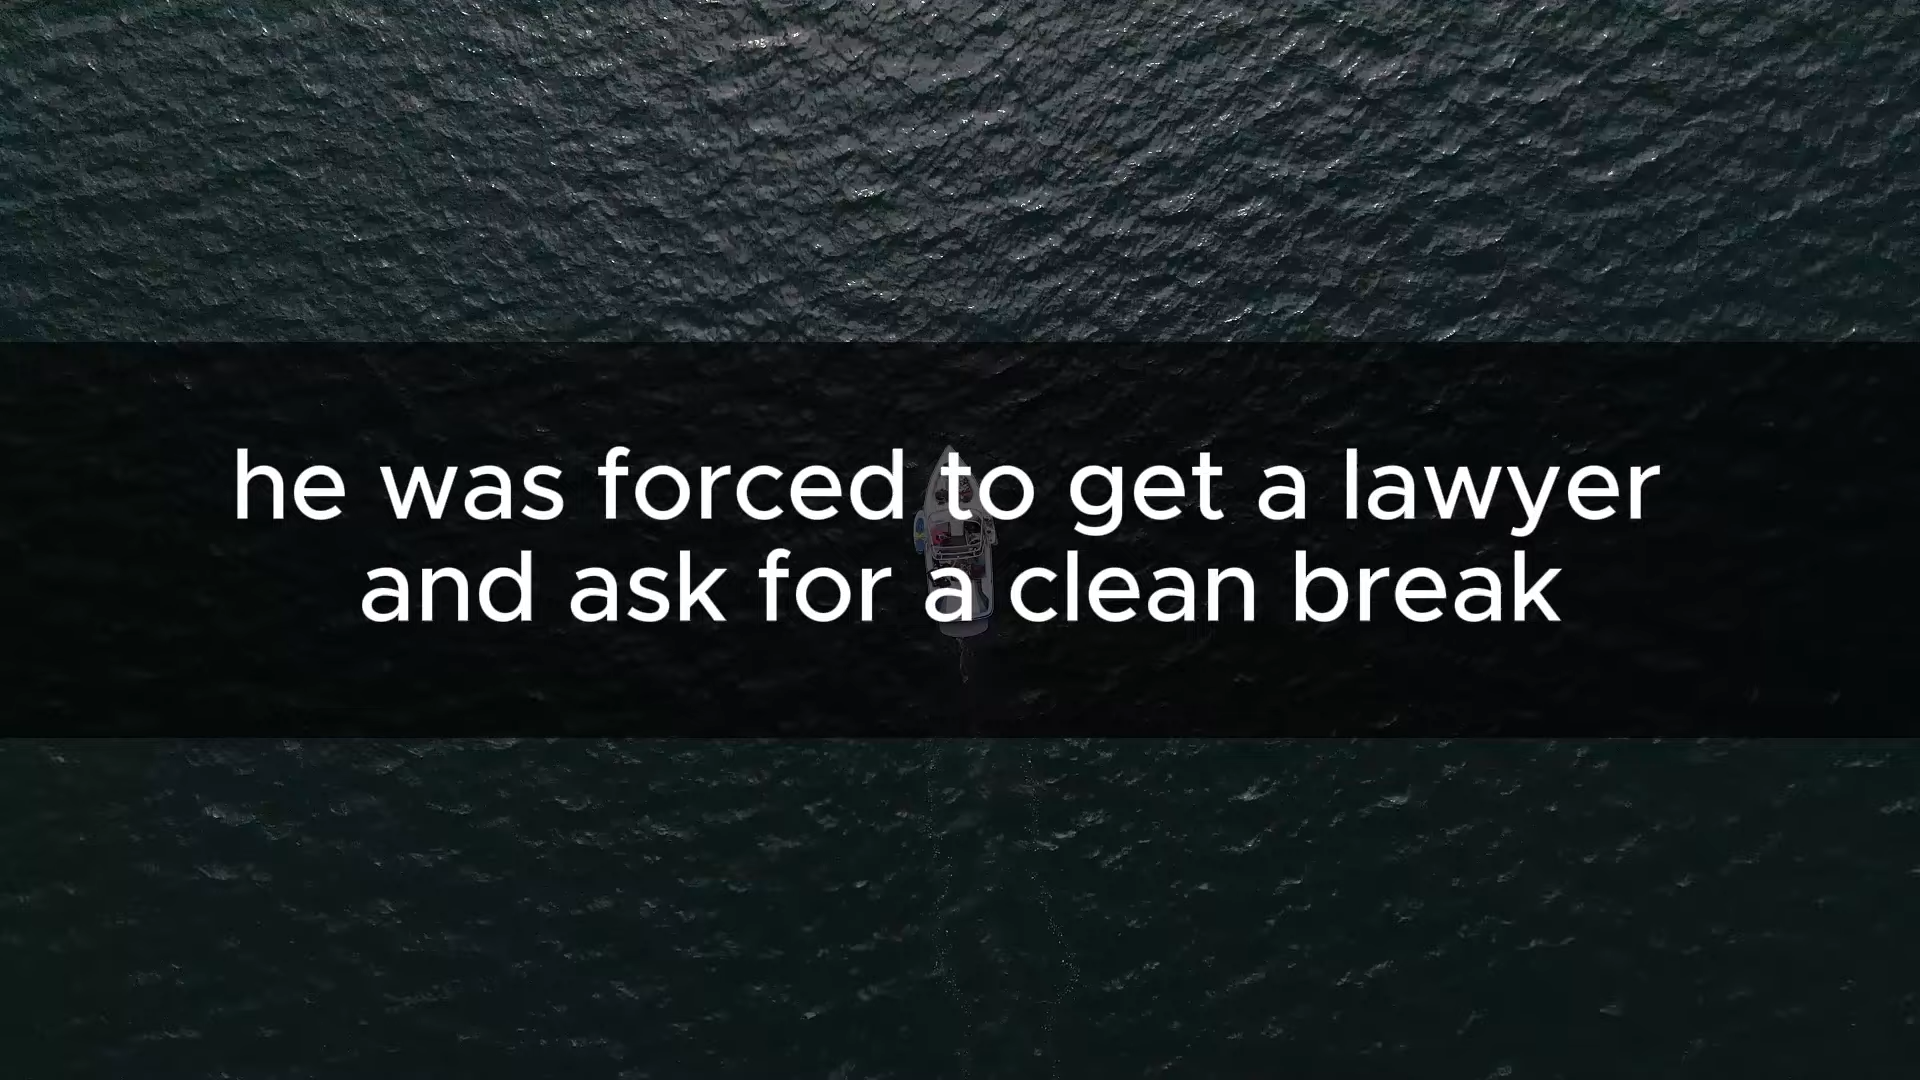 he was forced to get a lawyer
and ask for a clean break